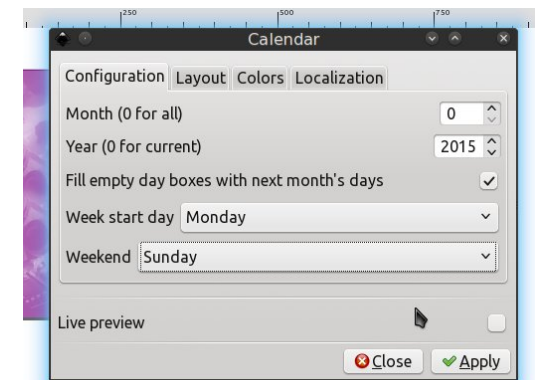 250 500 750
Calendar
Configuration Layout Colors Localization
Month (0 for all) 0
Year (0 for current) 2015
Fill empty day boxes with next month's days
Week start day Monday
Weekend Sunday
Live preview
Close Apply